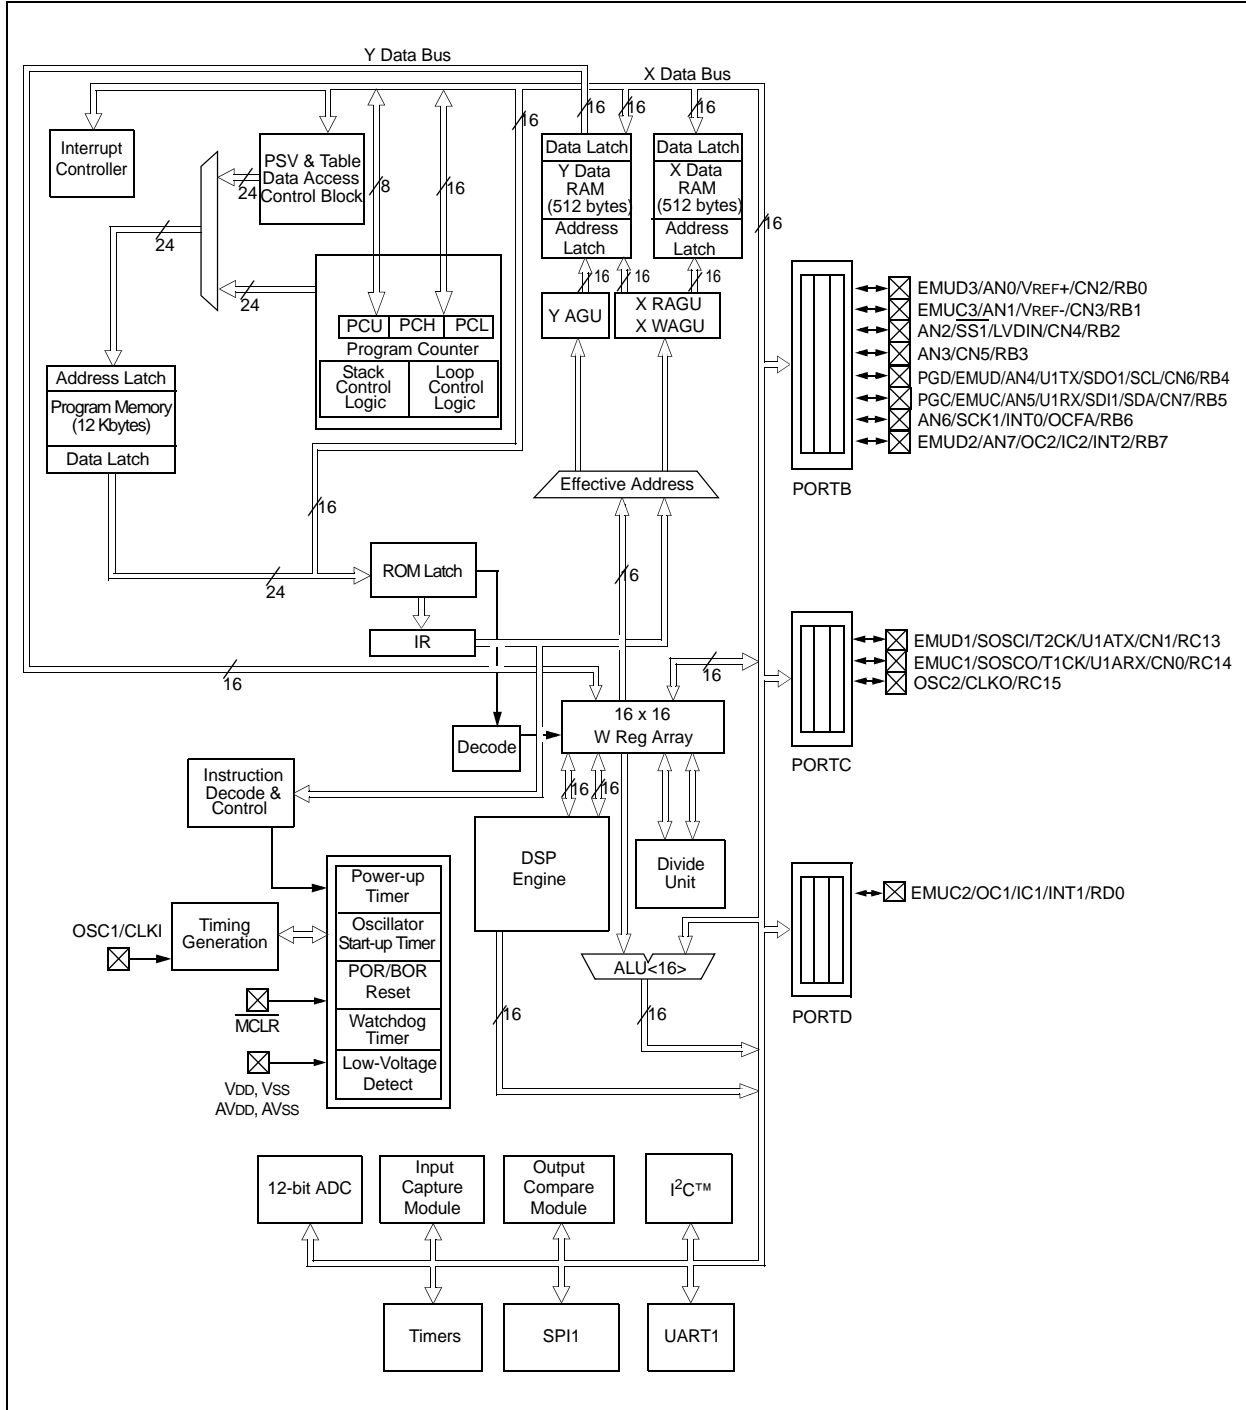 Y Data Bus
X Data Bus
16
16
16
16
Interrupt
Controller
PSV & Table
Data Access
Control Block
24
8
16
24
24
Data Latch
Y Data
RAM
(512 bytes)
Address
Latch
Data Latch
X Data
RAM
(512 bytes)
Address
Latch
16
16
16
16
Y AGU
X RAGU
X WAGU
PCU
PCH
PCL
Program Counter
Stack
Control
Logic
Loop
Control
Logic
Address Latch
Program Memory
(12 Kbytes)
Data Latch
Effective Address
16
24
ROM Latch
IR
16
16
16
16 x 16
W Reg Array
Decode
Instruction
Decode &
Control
16
16
DSP
Engine
Divide
Unit
Power-up
Timer
Oscillator
Start-up Timer
POR/BOR
Reset
Watchdog
Timer
Low-Voltage
Detect
OSC1/CLKI
Timing
Generation
MCLR
VDD, VSS
AVDD, AVSS
ALU<16>
16
16
12-bit ADC
Input
Capture
Module
Output
Compare
Module
I²C™
Timers
SPI1
UART1
EMUD3/AN0/VREF+/CN2/RB0
EMUC3/AN1/VREF-/CN3/RB1
AN2/SS1/LVDIN/CN4/RB2
AN3/CN5/RB3
PGD/EMUD/AN4/U1TX/SDO1/SCL/CN6/RB4
PGC/EMUC/AN5/U1RX/SDI1/SDA/CN7/RB5
AN6/SCK1/INT0/OCFA/RB6
EMUD2/AN7/OC2/IC2/INT2/RB7
PORTB
EMUD1/SOSCI/T2CK/U1ATX/CN1/RC13
EMUC1/SOSCO/T1CK/U1ARX/CN0/RC14
OSC2/CLKO/RC15
PORTC
EMUC2/OC1/IC1/INT1/RD0
PORTD